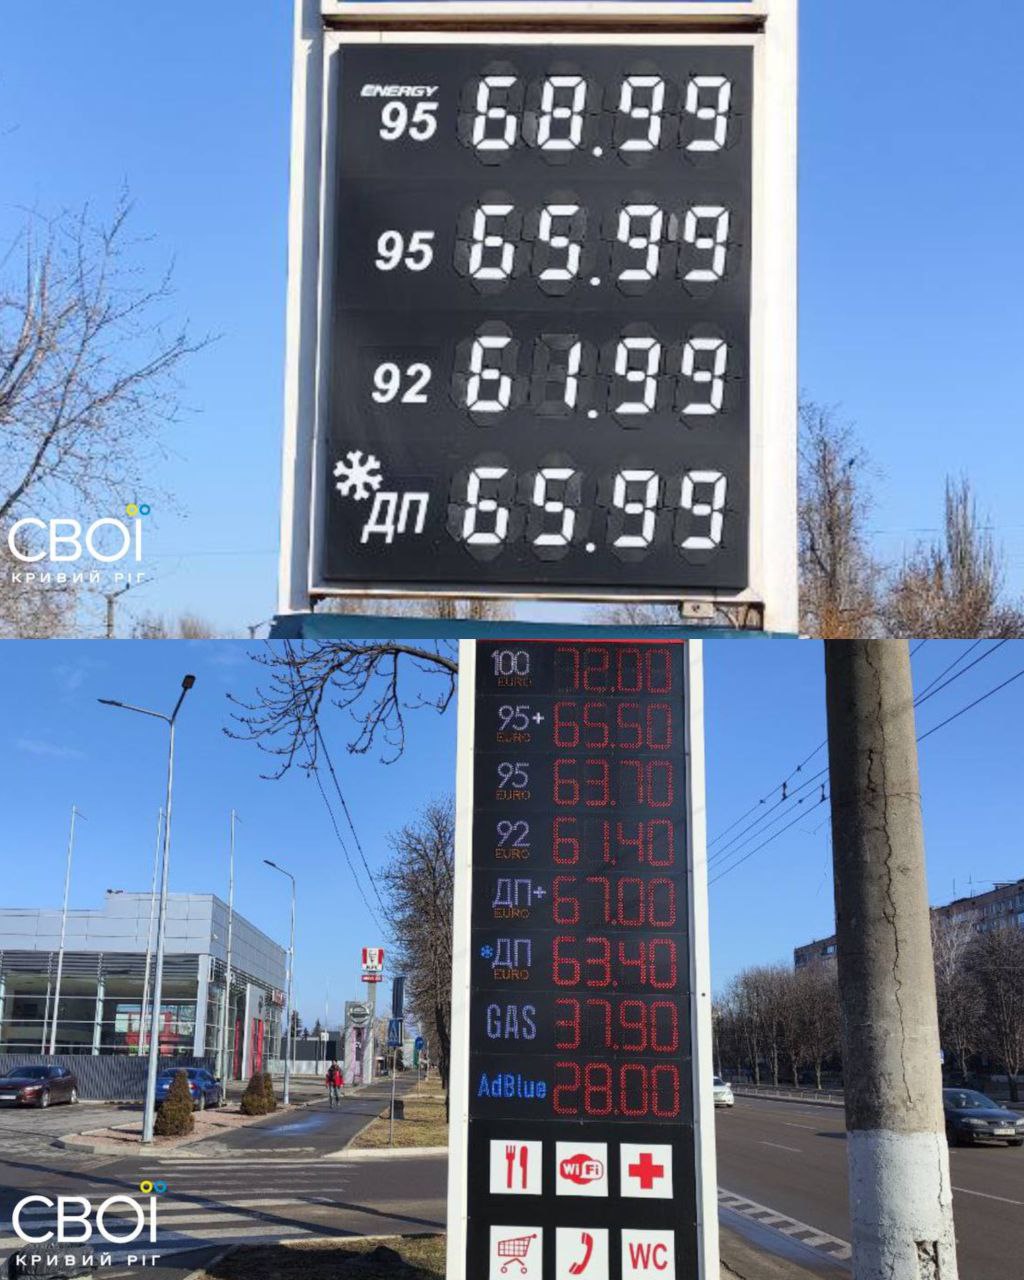 ENERGY
95 68.99
95 65.99
92 61.99
ДП 65.99
СВОЇ
КРИВИЙ РІГ
100 EURO 72.00
95+ EURO 65.50
95 EURO 63.70
92 EURO 61.40
ДП+ EURO 67.00
ДП EURO 63.40
GAS 37.90
AdBlue 28.00
WiFi
WC
KFC
СВОЇ
КРИВИЙ РІГ